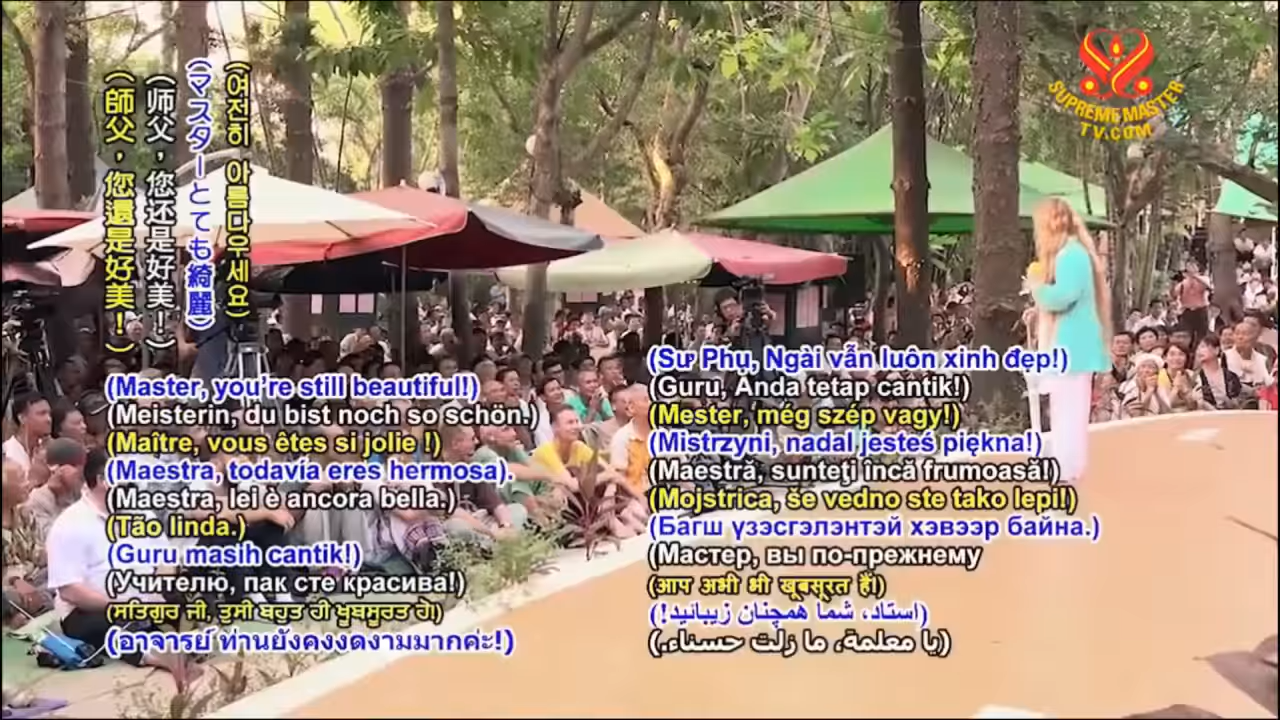 (여전히 아름다우세요)
(マスターとても綺麗)
(师父，您还是好美！)
(師父，您還是好美！)
SUPREME MASTER
TV.COM
(Master, you're still beautiful!)
(Meisterin, du bist noch so schön.)
(Maître, vous êtes si jolie !)
(Maestra, todavía eres hermosa).
(Maestra, lei è ancora bella.)
(Tão linda.)
(Guru masih cantik!)
(Учителю, пак сте красива!)
(ਸਤਿਗੁਰ ਜੀ, ਤੁਸੀ ਬਹੁਤ ਹੀ ਖੂਬਸੂਰਤ ਹੋ।)
(อาจารย์ ท่านยังคงงดงามมากค่ะ!)
(Sư Phụ, Ngài vẫn luôn xinh đẹp!)
(Guru, Anda tetap cantik!)
(Mester, még szép vagy!)
(Mistrzyni, nadal jesteś piękna!)
(Maestră, sunteţi încă frumoasă!)
(Mojstrica, še vedno ste tako lepi!)
(Багш үзэсгэлэнтэй хэвээр байна.)
(Мастер, вы по-прежнему
(आप अभी भी खूबसूरत हैं।)
(استاد، شما همچنان زیبایید!)
(يا معلمة، ما زلت حسناء.)